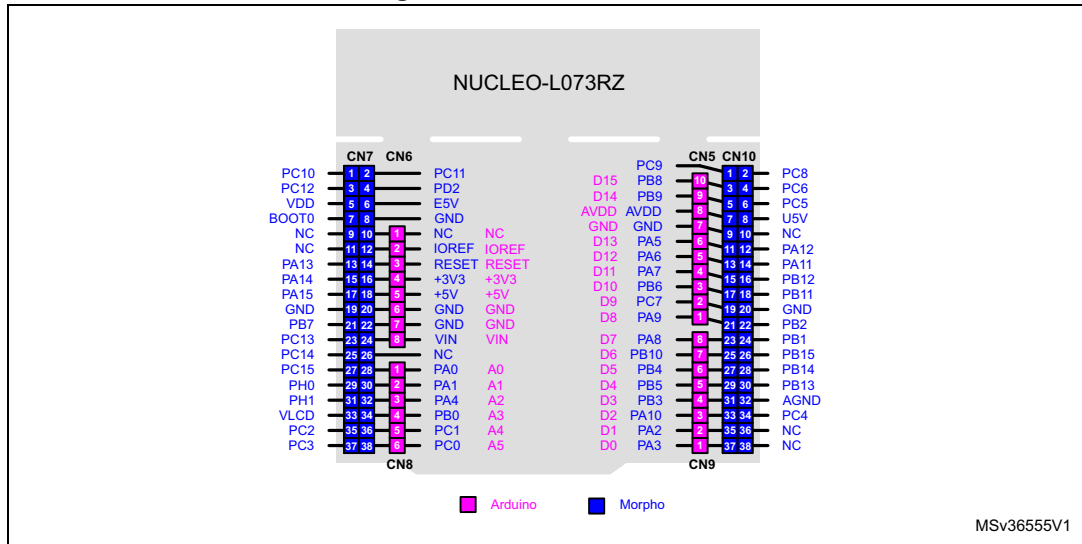 NUCLEO-L073RZ
CN7 CN6 CN5 CN10
PC9
PC10 1 2 PC11 D15 PB8 10 1 2 PC8
PC12 3 4 PD2 D14 PB9 9 3 4 PC6
VDD 5 6 E5V AVDD AVDD 8 5 6 PC5
BOOT0 7 8 GND GND GND 7 7 8 U5V
NC 9 10 1 NC NC D13 PA5 6 9 10 NC
NC 11 12 2 IOREF IOREF D12 PA6 5 11 12 PA12
PA13 13 14 3 RESET RESET D11 PA7 4 13 14 PA11
PA14 15 16 4 +3V3 +3V3 D10 PB6 3 15 16 PB12
PA15 17 18 5 +5V +5V D9 PC7 2 17 18 PB11
GND 19 20 6 GND GND D8 PA9 1 19 20 GND
PB7 21 22 7 GND GND 21 22 PB2
PC13 23 24 8 VIN VIN D7 PA8 8 23 24 PB1
PC14 25 26 NC D6 PB10 7 25 26 PB15
PC15 27 28 1 PA0 A0 D5 PB4 6 27 28 PB14
PH0 29 30 2 PA1 A1 D4 PB5 5 29 30 PB13
PH1 31 32 3 PA4 A2 D3 PB3 4 31 32 AGND
VLCD 33 34 4 PB0 A3 D2 PA10 3 33 34 PC4
PC2 35 36 5 PC1 A4 D1 PA2 2 35 36 NC
PC3 37 38 6 PC0 A5 D0 PA3 1 37 38 NC
CN8 CN9
Arduino Morpho
MSv36555V1